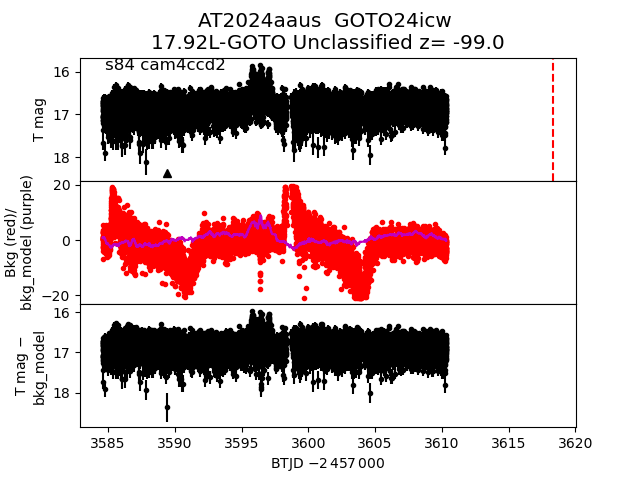 AT2024aaus  GOTO24icw
17.92L-GOTO Unclassified z= -99.0
s84 cam4ccd2
T mag
16
17
18
Bkg (red)/
bkg_model (purple)
20
0
−20
T mag −
bkg_model
16
17
18
3585 3590 3595 3600 3605 3610 3615 3620
BTJD −2 457 000